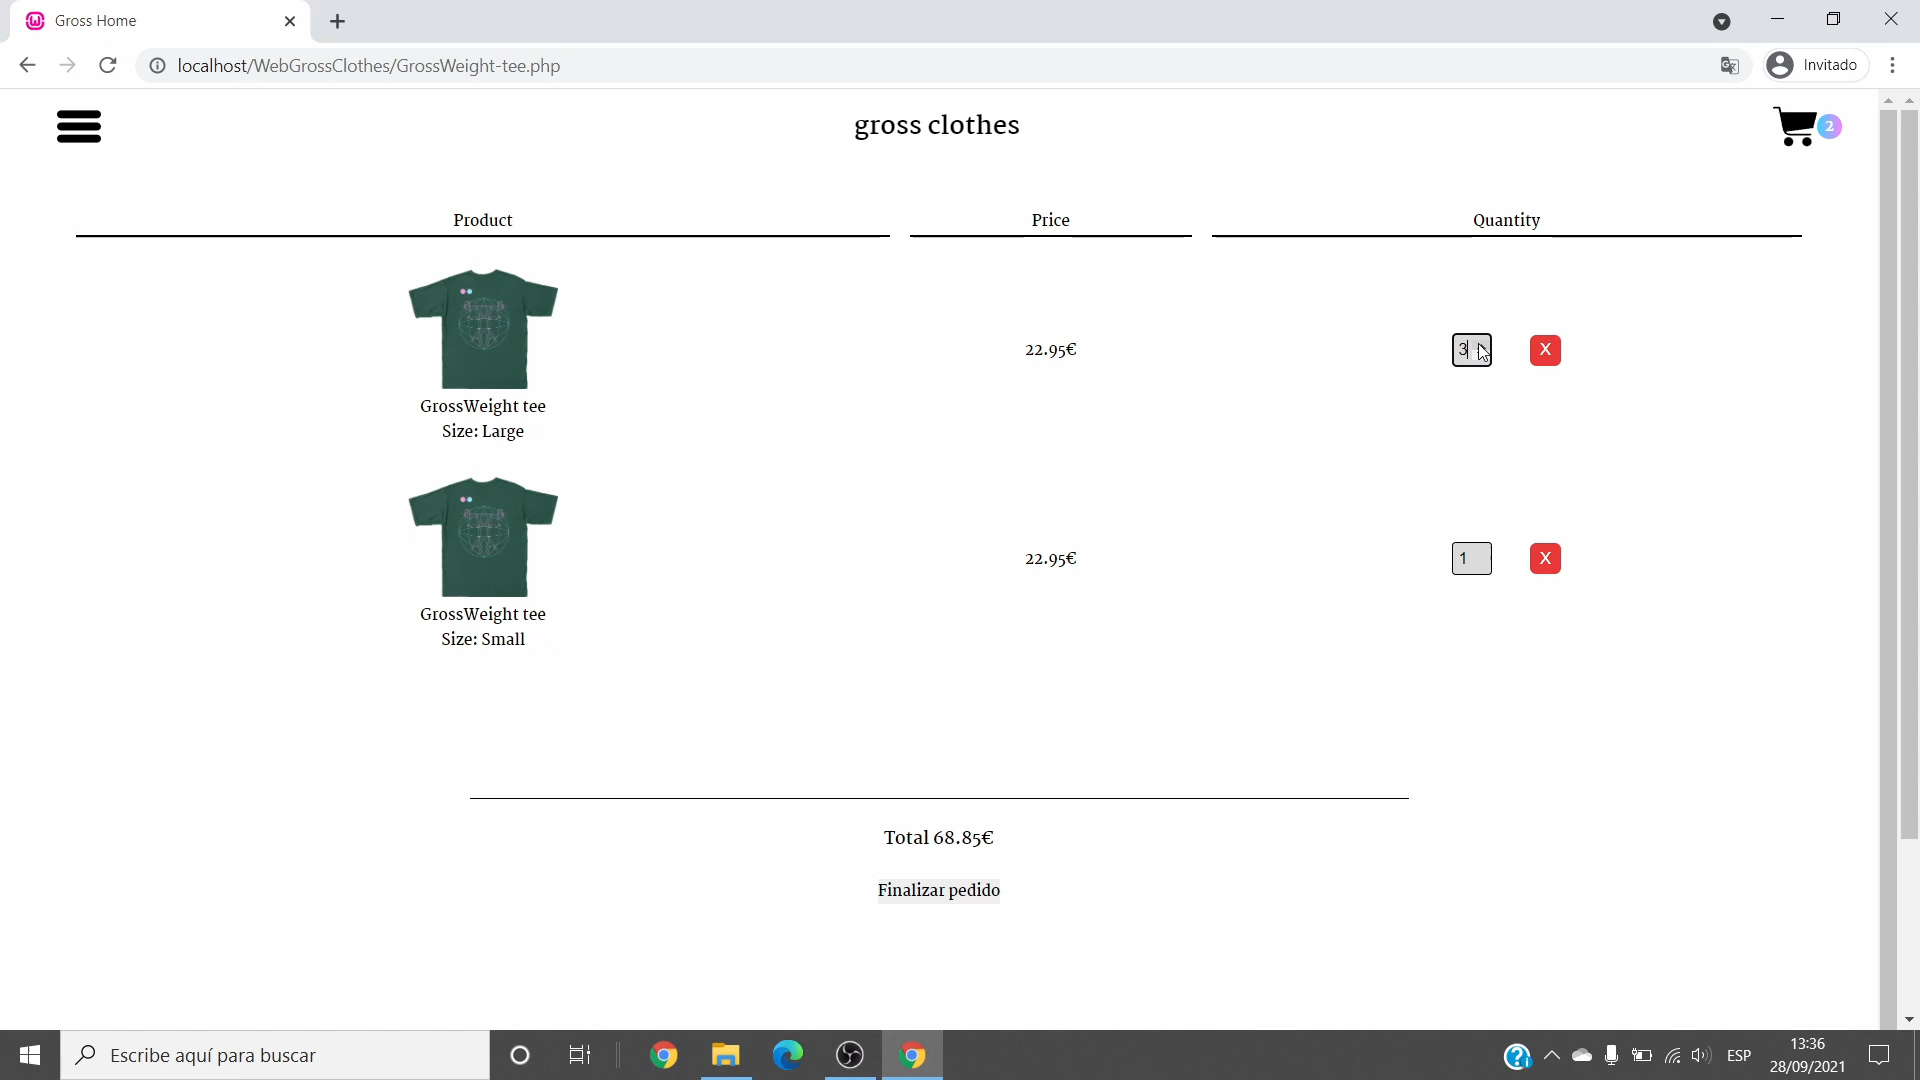 Gross Home
localhost/WebGrossClothes/GrossWeight-tee.php
Invitado
gross clothes
2
Product Price Quantity
22.95€ 3 X
GrossWeight tee
Size: Large
22.95€ 1 X
GrossWeight tee
Size: Small
Total 68.85€
Finalizar pedido
Escribe aquí para buscar
ESP
13:36
28/09/2021